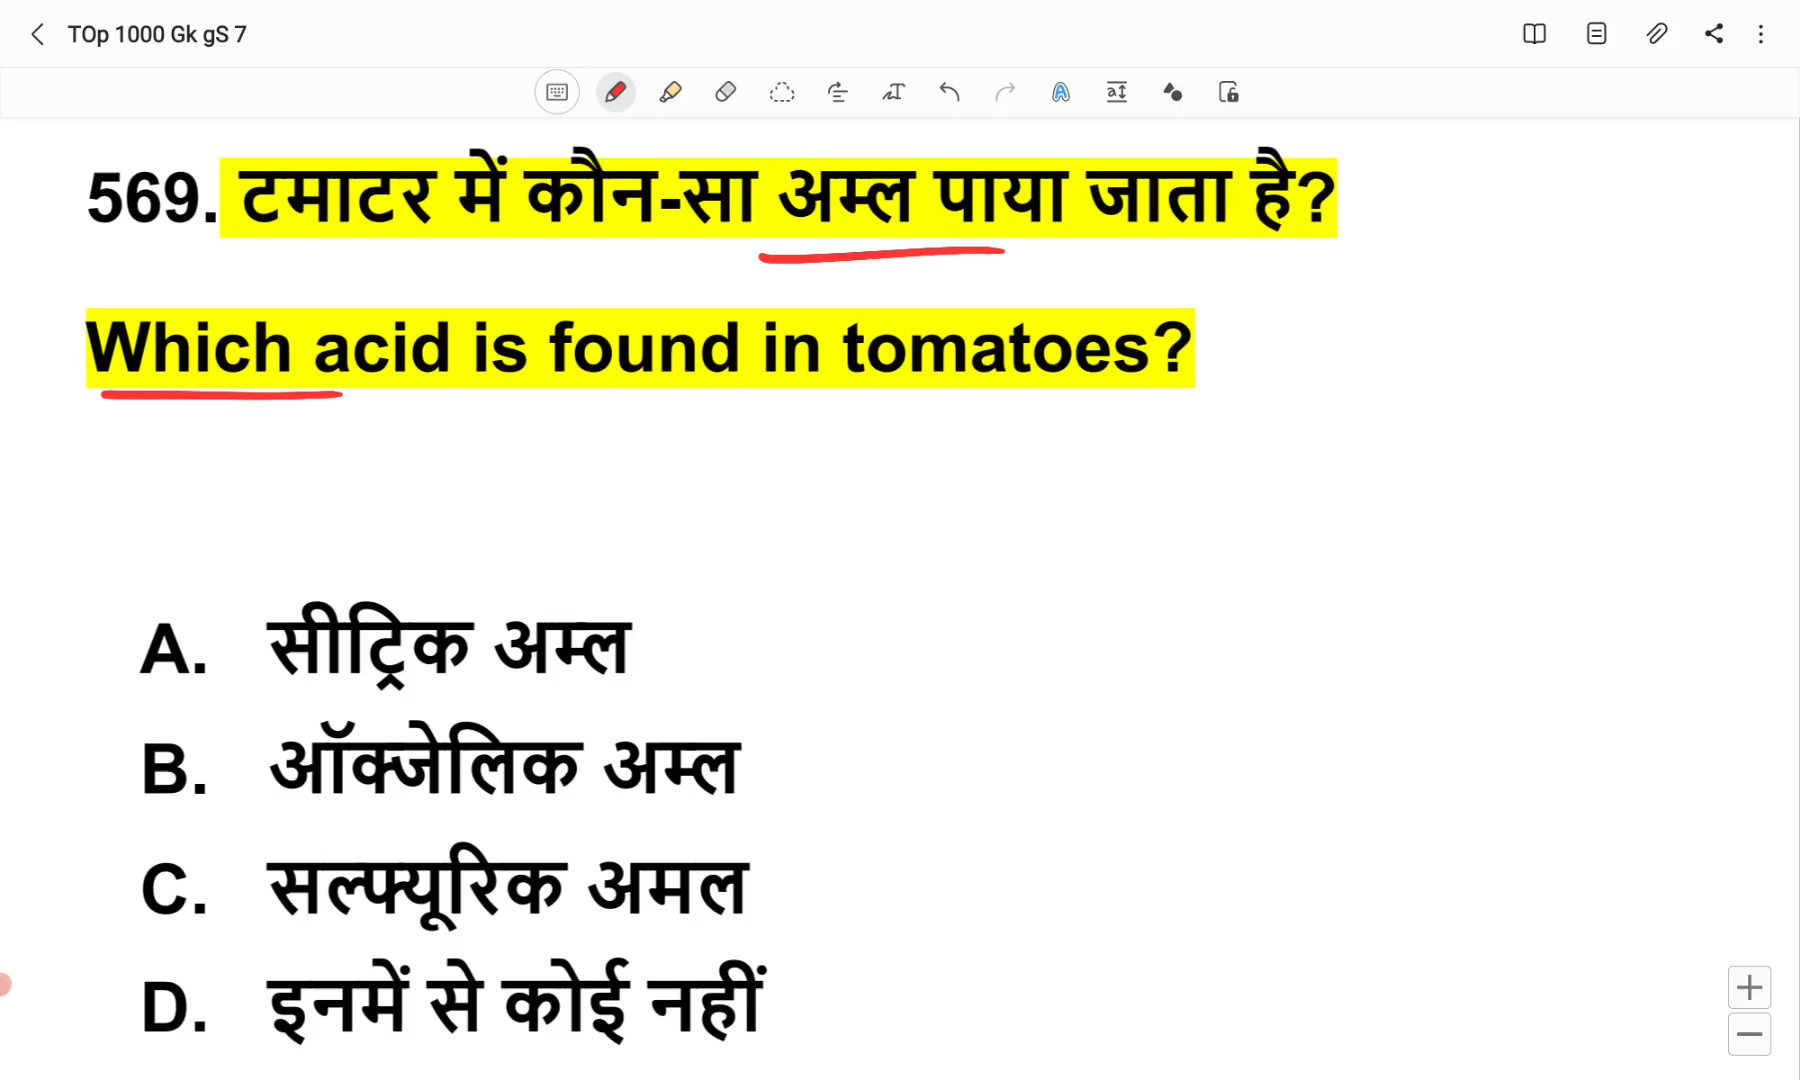 TOp 1000 Gk gS 7
569. टमाटर में कौन-सा अम्ल पाया जाता है?
Which acid is found in tomatoes?
A. सीट्रिक अम्ल
B. ऑक्जेलिक अम्ल
C. सल्फ्यूरिक अमल
D. इनमें से कोई नहीं